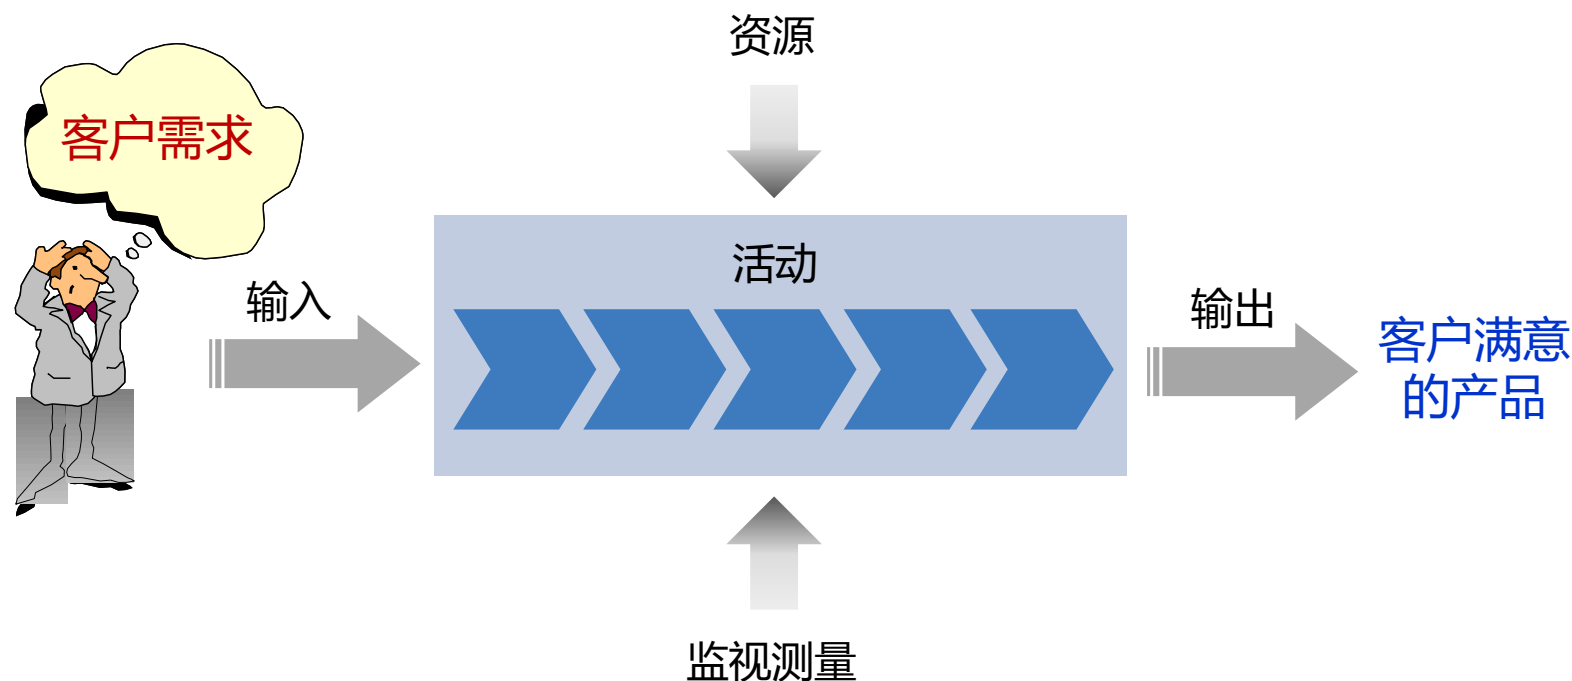 资源
客户需求
活动
输入
输出
客户满意
的产品
监视测量